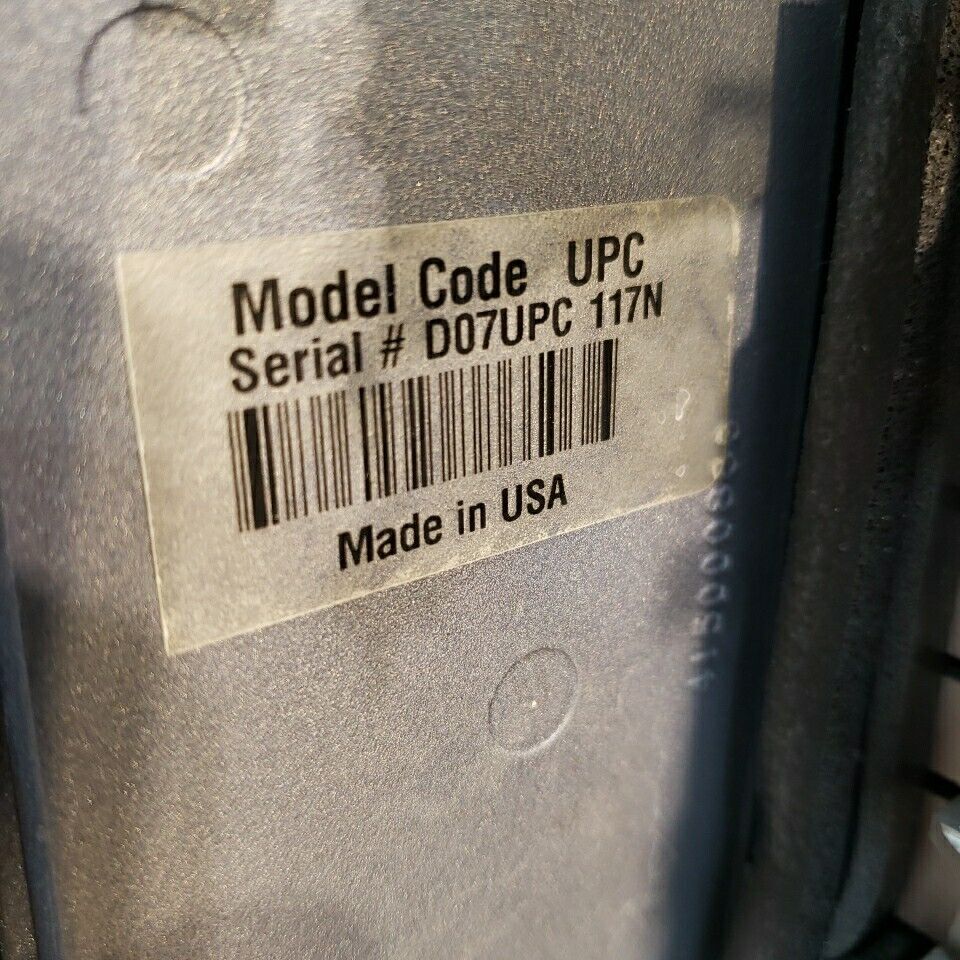 Model Code UPC
Serial # D07UPC 117N
Made in USA